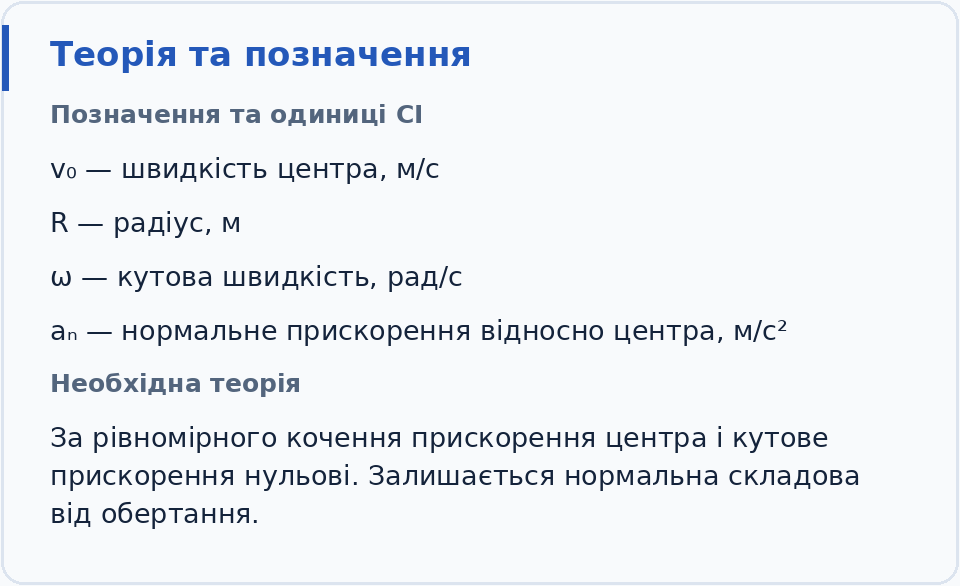 Теорія та позначення
Позначення та одиниці СІ
v₀ — швидкість центра, м/с
R — радіус, м
ω — кутова швидкість, рад/с
aₙ — нормальне прискорення відносно центра, м/с²
Необхідна теорія
За рівномірного кочення прискорення центра і кутове
прискорення нульові. Залишається нормальна складова
від обертання.